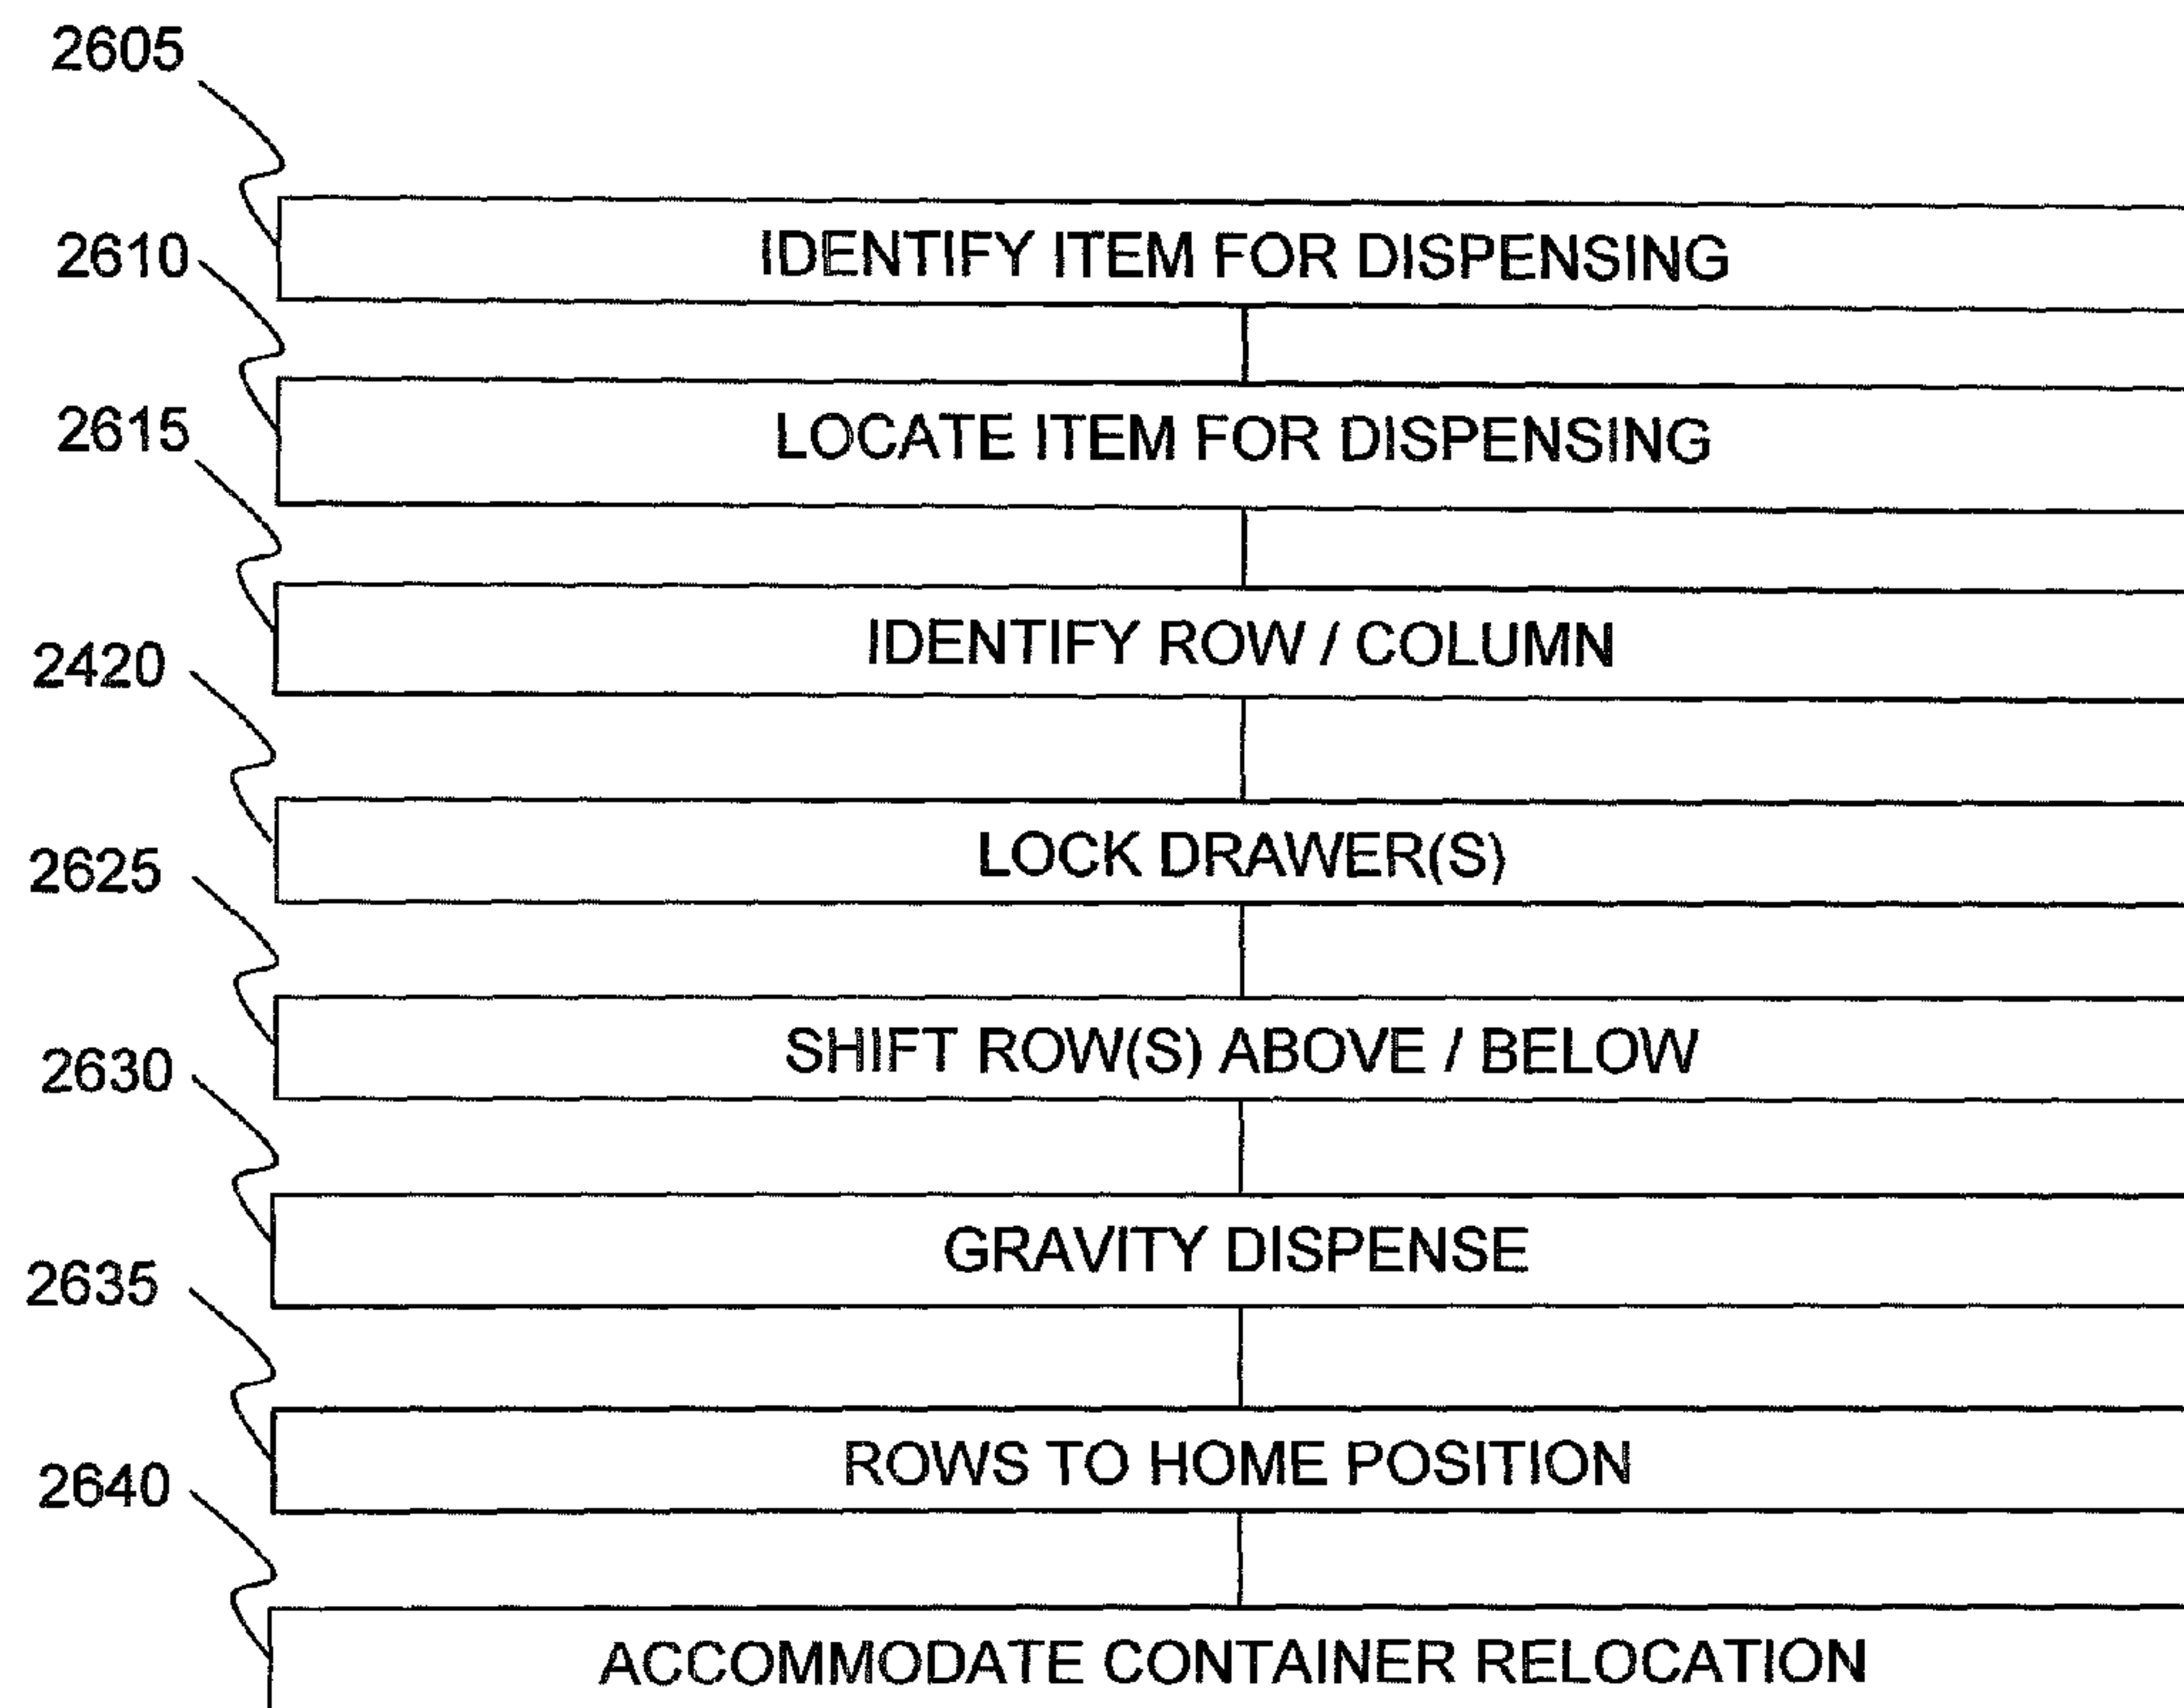 2605
IDENTIFY ITEM FOR DISPENSING
2610
LOCATE ITEM FOR DISPENSING
2615
IDENTIFY ROW / COLUMN
2420
LOCK DRAWER(S)
2625
SHIFT ROW(S) ABOVE / BELOW
2630
GRAVITY DISPENSE
2635
ROWS TO HOME POSITION
2640
ACCOMMODATE CONTAINER RELOCATION